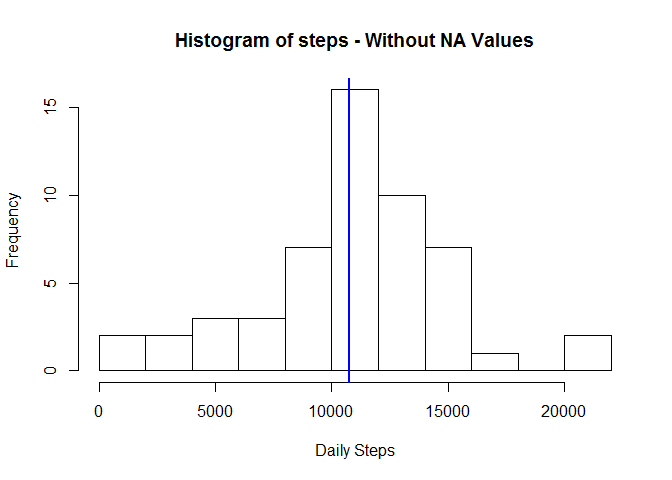 Histogram of steps - Without NA Values
Frequency
15
10
5
0
0 5000 10000 15000 20000
Daily Steps